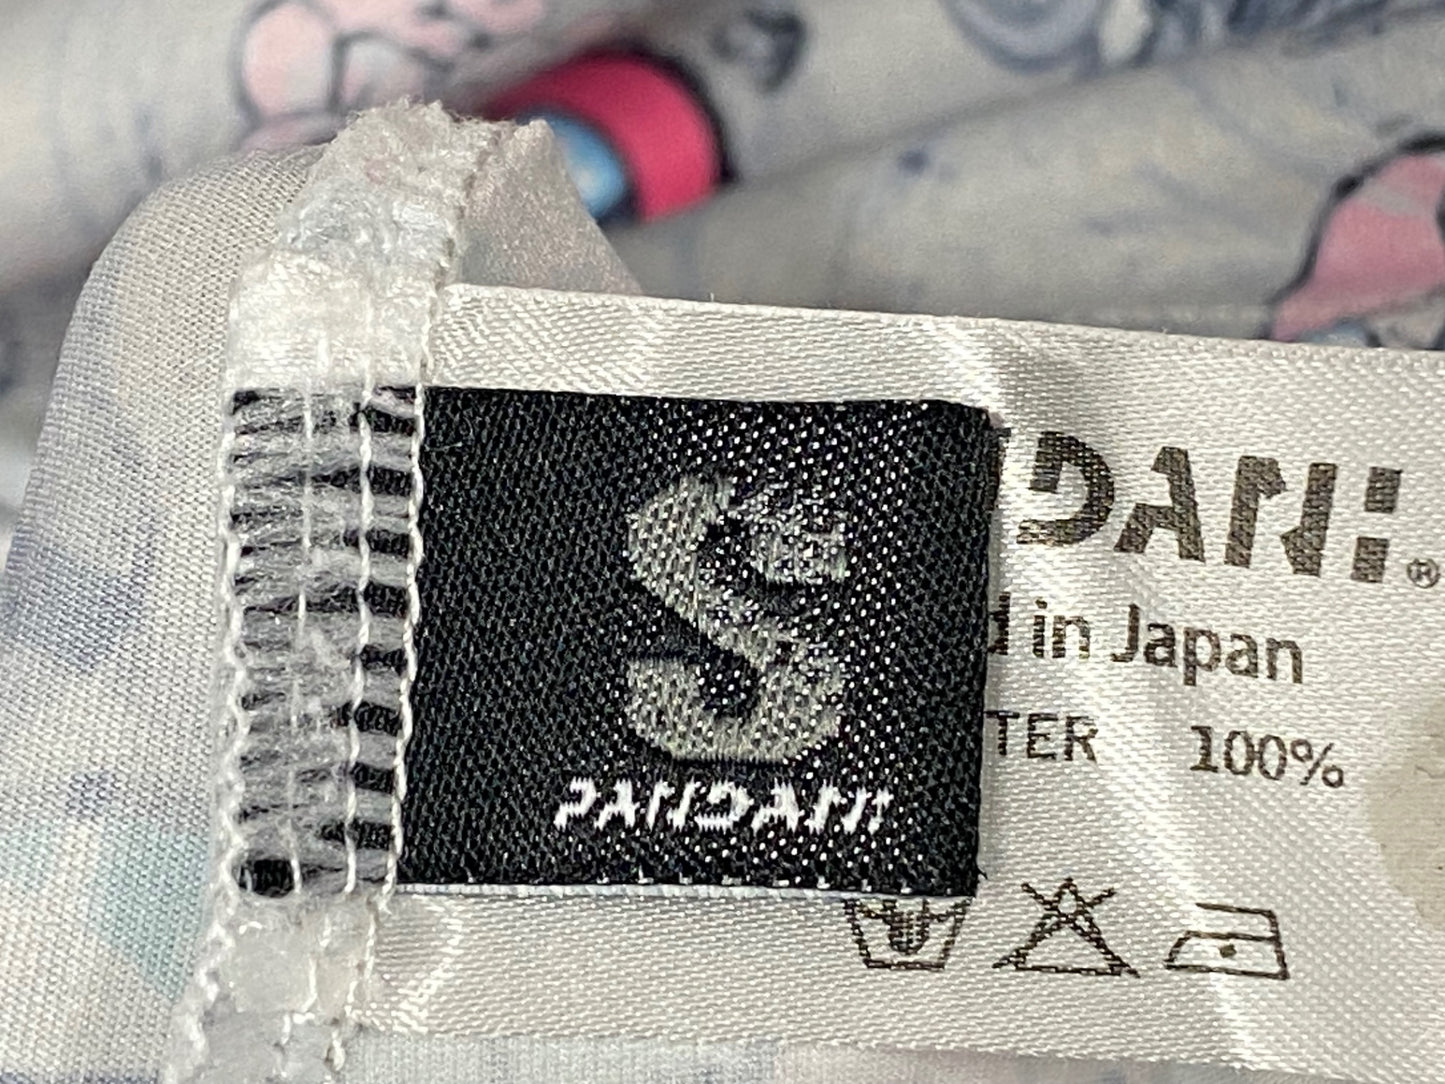 S
PANDANI
DANI®
in Japan
TER 100%